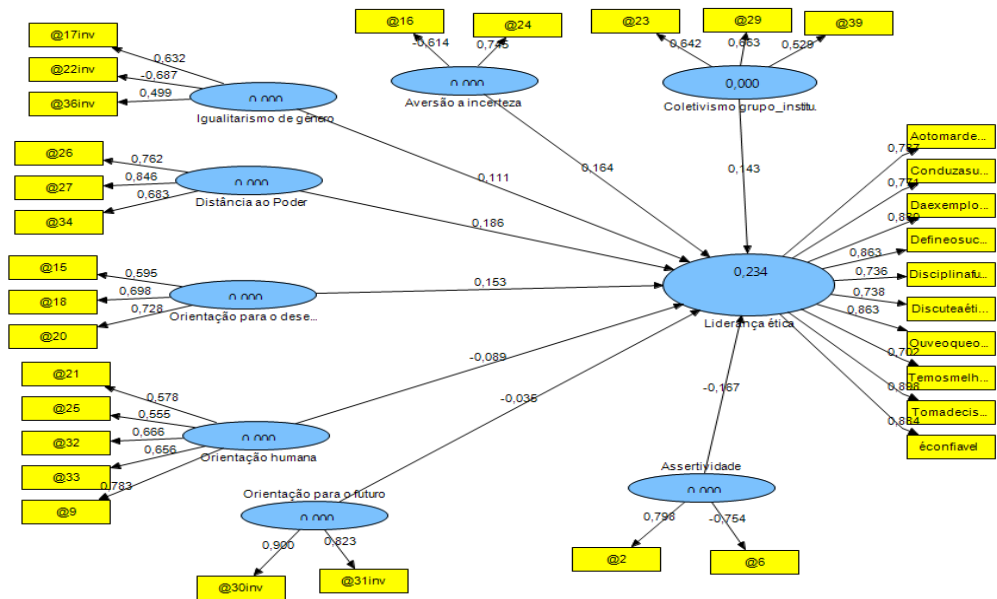 @16
@24
@23
@29
@39
-0,614
0,745
0,642
0,663
0,529
0,000
Aversão a incerteza
0,000
Coletivismo grupo_institu.
@17inv
@22inv
@36inv
0,632
-0,687
0,499
0,000
Igualitarismo de gênero
@26
@27
@34
0,762
0,846
0,683
0,000
Distância ao Poder
@15
@18
@20
0,595
0,698
0,728
0,000
Orientação para o dese...
@21
@25
@32
@33
@9
0,578
0,555
0,666
0,656
0,783
0,000
Orientação humana
Orientação para o futuro
0,000
0,900
0,823
@30inv
@31inv
Assertividade
0,000
0,798
-0,754
@2
@6
0,111
0,164
0,143
0,186
0,153
-0,089
-0,035
-0,167
0,234
Liderança ética
Aotomarde...
Conduzasu...
0,771
Daexemplo...
Defineosuc...
0,863
Disciplinafu...
0,736
Discuteaéti...
0,738
Ouveoqueo...
0,863
Temosmelh...
0,702
Tomadecis...
0,898
éconfiavel
0,884